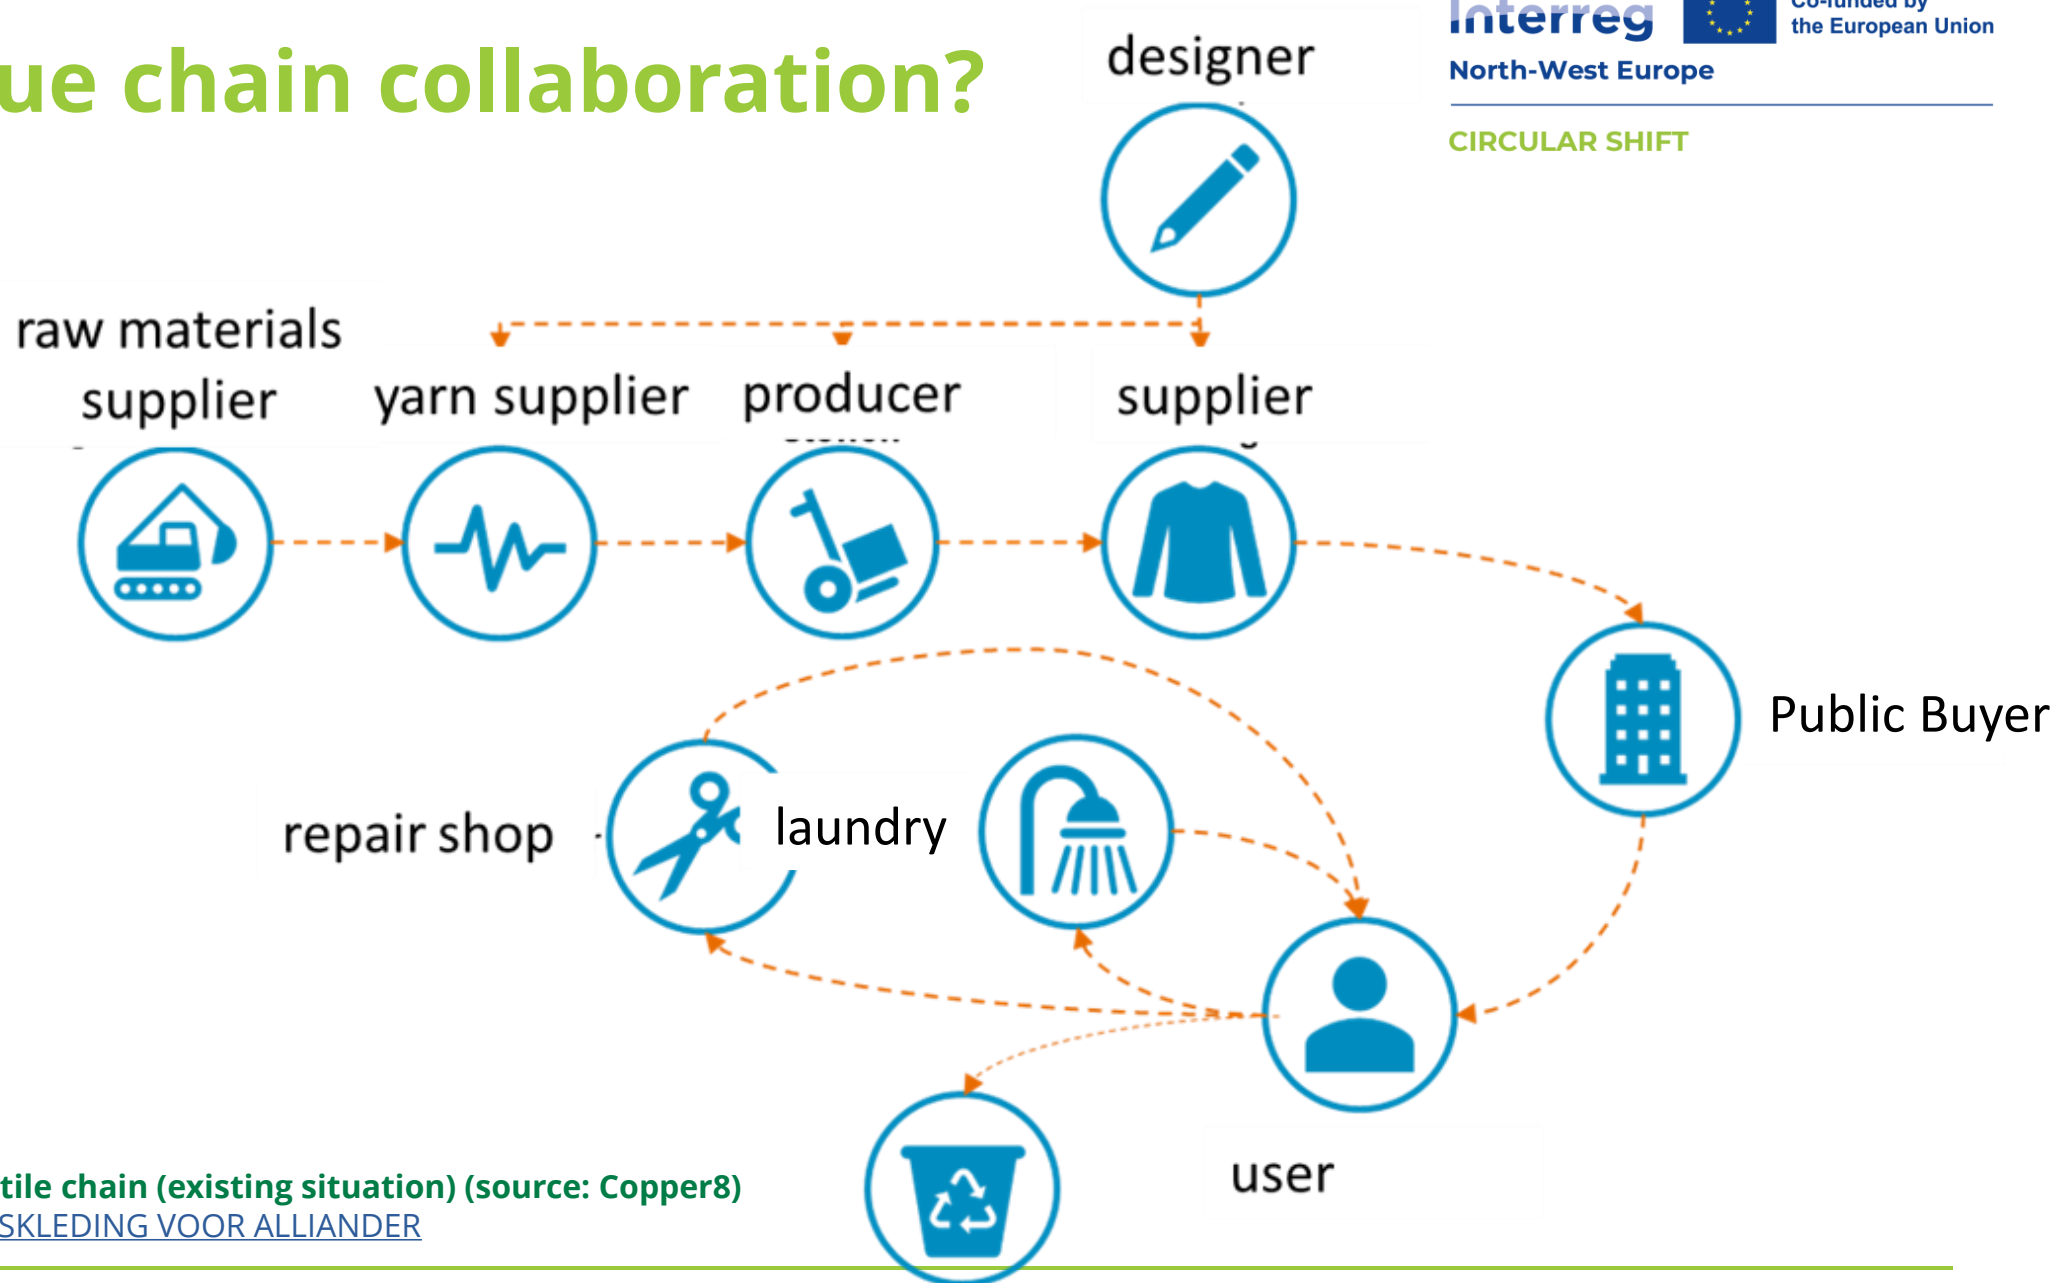 ue chain collaboration?
designer
Interreg
Co-funded by
the European Union
North-West Europe
CIRCULAR SHIFT
raw materials
supplier
yarn supplier
producer
supplier
Public Buyer
repair shop
laundry
user
tile chain (existing situation) (source: Copper8)
SKLEDING VOOR ALLIANDER